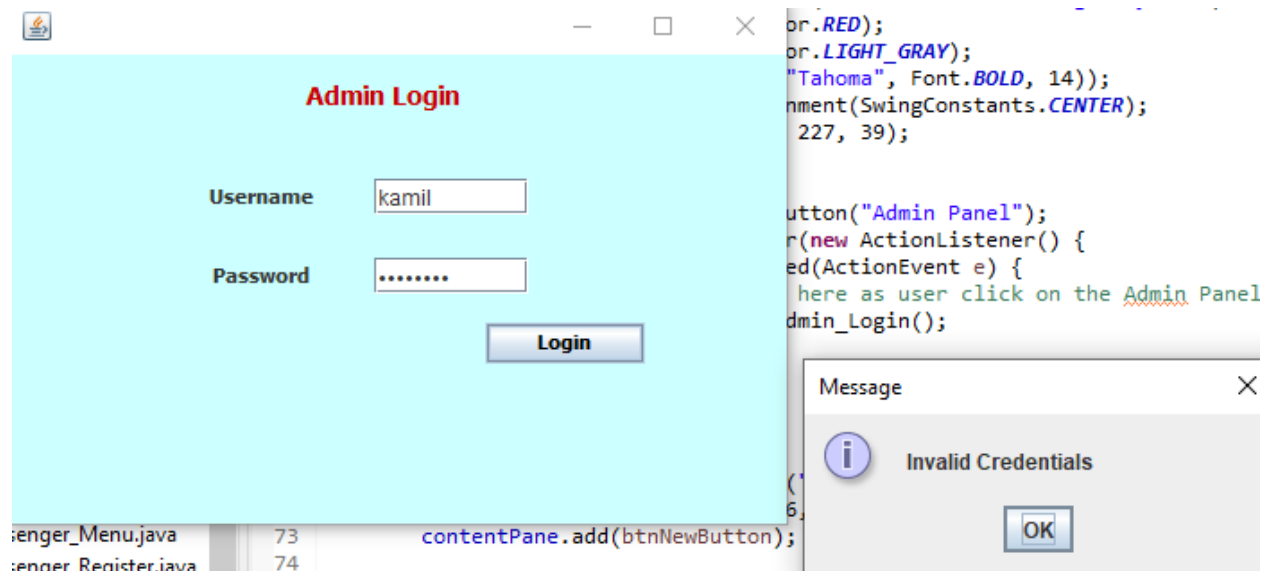 Admin Login
Username
kamil
Password
Login
or.RED);
or.LIGHT_GRAY);
"Tahoma", Font.BOLD, 14));
nment(SwingConstants.CENTER);
227, 39);
utton("Admin Panel");
r(new ActionListener() {
ed(ActionEvent e) {
here as user click on the Admin Panel
dmin_Login();
Message
Invalid Credentials
OK
("
6,
senger_Menu.java
73 contentPane.add(btnNewButton);
senger_Register.java
74